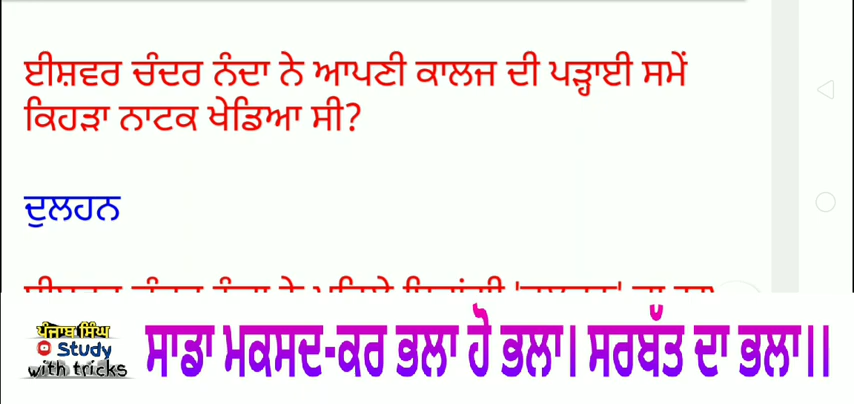 ਈਸ਼ਵਰ ਚੰਦਰ ਨੰਦਾ ਨੇ ਆਪਣੀ ਕਾਲਜ ਦੀ ਪੜ੍ਹਾਈ ਸਮੇਂ
ਕਿਹੜਾ ਨਾਟਕ ਖੇਡਿਆ ਸੀ?
ਦੁਲਹਨ
ਪੰਜਾਬ ਸਿੰਘ
Study
with tricks
ਸਾਡਾ ਮਕਸਦ-ਕਰ ਭਲਾ ਹੋ ਭਲਾ। ਸਰਬੱਤ ਦਾ ਭਲਾ।।